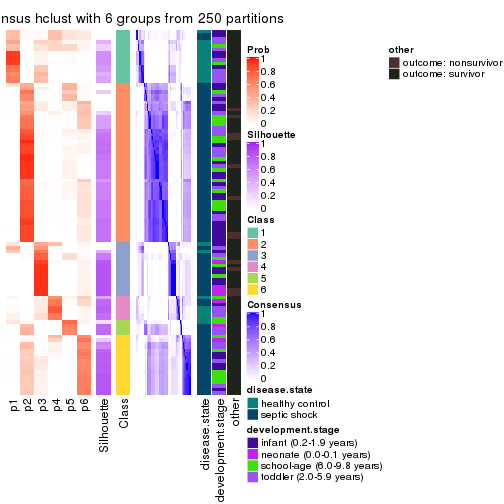 nsus hclust with 6 groups from 250 partitions
Prob
1
0.8
0.6
0.4
0.2
0
Silhouette
1
0.8
0.6
0.4
0.2
0
Class
1
2
3
4
5
6
Consensus
1
0.8
0.6
0.4
0.2
0
disease.state
healthy control
septic shock
development.stage
infant (0.2-1.9 years)
neonate (0.0-0.1 years)
school-age (6.0-9.8 years)
toddler (2.0-5.9 years)
other
outcome: nonsurvivor
outcome: survivor
p1
p2
p3
p4
p5
p6
Silhouette
Class
disease.state
development.stage
other